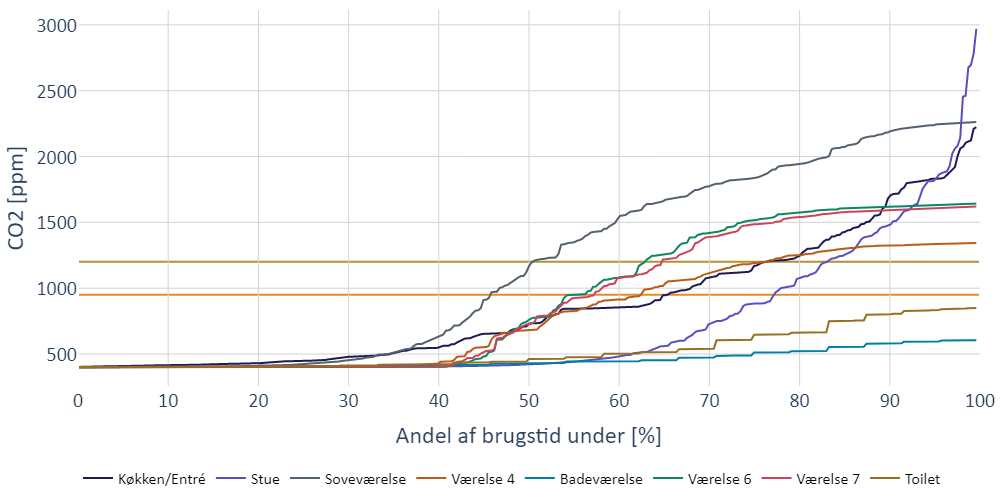 3000
2500
2000
1500
1000
500
CO2 [ppm]
0 10 20 30 40 50 60 70 80 90 100
Andel af brugstid under [%]
Køkken/Entré Stue Soveværelse Værelse 4 Badeværelse Værelse 6 Værelse 7 Toilet